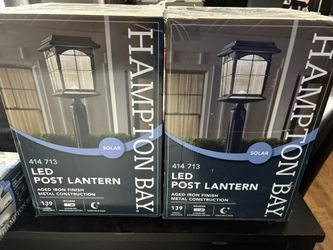 HAMPTON BAY
SOLAR
414 713
LED
POST LANTERN
AGED IRON FINISH
METAL CONSTRUCTION
139
HAMPTON BAY
SOLAR
414 713
LED
POST LANTERN
AGED IRON FINISH
METAL CONSTRUCTION
139